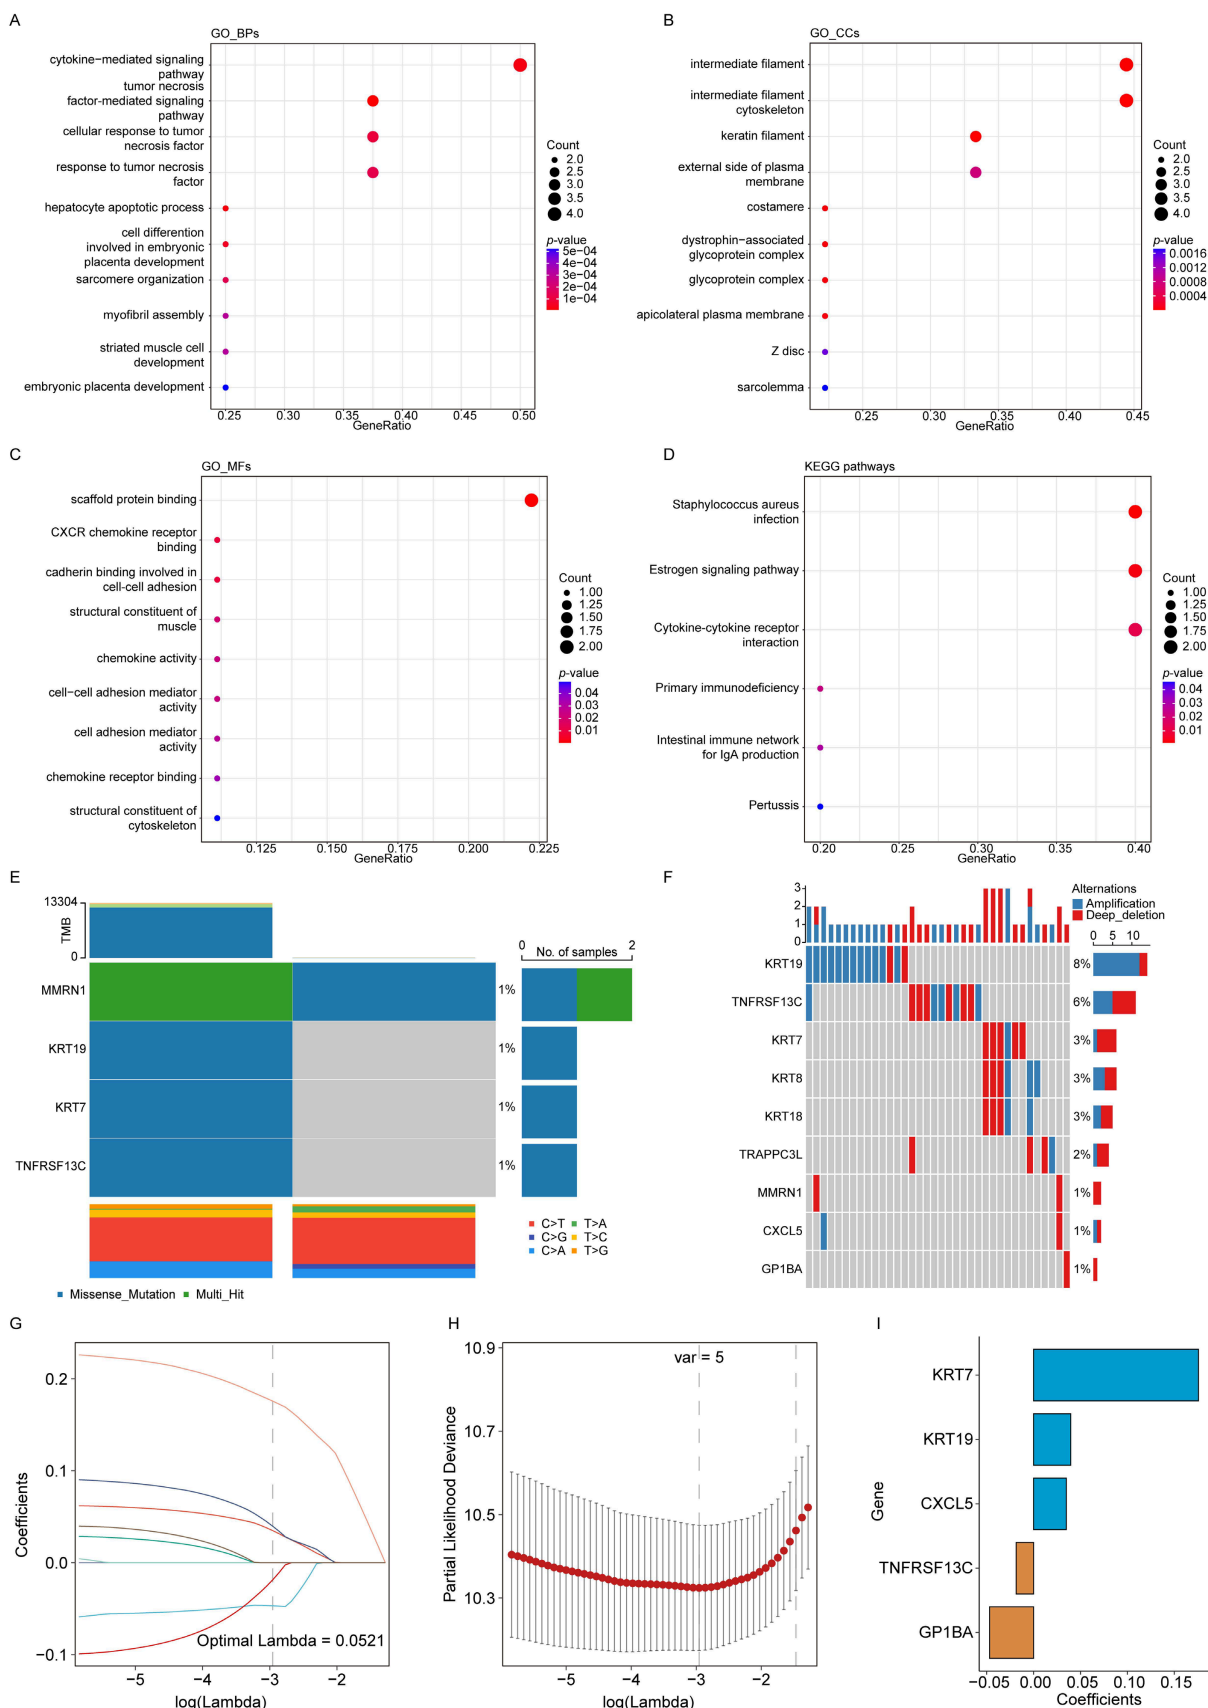 A
GO_BPs
cytokine-mediated signaling
pathway
tumor necrosis
factor-mediated signaling
pathway
cellular response to tumor
necrosis factor
response to tumor necrosis
factor
hepatocyte apoptotic process
cell differention
involved in embryonic
placenta development
sarcomere organization
myofibril assembly
striated muscle cell
development
embryonic placenta development
0.25 0.30 0.35 0.40 0.45 0.50
GeneRatio
Count
2.0
2.5
3.0
3.5
4.0
p-value
5e−04
4e−04
3e−04
2e−04
1e−04
B
GO_CCs
intermediate filament
intermediate filament
cytoskeleton
keratin filament
external side of plasma
membrane
costamere
dystrophin−associated
glycoprotein complex
glycoprotein complex
apicolateral plasma membrane
Z disc
sarcolemma
0.25 0.30 0.35 0.40 0.45
GeneRatio
Count
2.0
2.5
3.0
3.5
4.0
p-value
0.0016
0.0012
0.0008
0.0004
C
GO_MFs
scaffold protein binding
CXCR chemokine receptor
binding
cadherin binding involved in
cell-cell adhesion
structural constituent of
muscle
chemokine activity
cell−cell adhesion mediator
activity
cell adhesion mediator
activity
chemokine receptor binding
structural constituent of
cytoskeleton
0.125 0.150 0.175 0.200 0.225
GeneRatio
Count
1.00
1.25
1.50
1.75
2.00
p-value
0.04
0.03
0.02
0.01
D
KEGG pathways
Staphylococcus aureus
infection
Estrogen signaling pathway
Cytokine-cytokine receptor
interaction
Primary immunodeficiency
Intestinal immune network
for IgA production
Pertussis
0.20 0.25 0.30 0.35 0.40
GeneRatio
Count
1.00
1.25
1.50
1.75
2.00
p-value
0.04
0.03
0.02
0.01
E
13304
TMB
0
0 2
No. of samples
MMRN1 1%
KRT19 1%
KRT7 1%
TNFRSF13C 1%
C>T T>A
C>G T>C
C>A T>G
Missense_Mutation Multi_Hit
F
3
2
1
0
Alternations
Amplification
Deep_deletion
0 5 10
KRT19 8%
TNFRSF13C 6%
KRT7 3%
KRT8 3%
KRT18 3%
TRAPPC3L 2%
MMRN1 1%
CXCL5 1%
GP1BA 1%
G
Coefficients
0.2
0.1
0.0
−0.1
Optimal Lambda = 0.0521
−5 −4 −3 −2
log(Lambda)
H
Partial Likelihood Deviance
10.9
10.7
10.5
10.3
var = 5
−5 −4 −3 −2
log(Lambda)
I
Gene
KRT7
KRT19
CXCL5
TNFRSF13C
GP1BA
−0.05 0.00 0.05 0.10 0.15
Coefficients